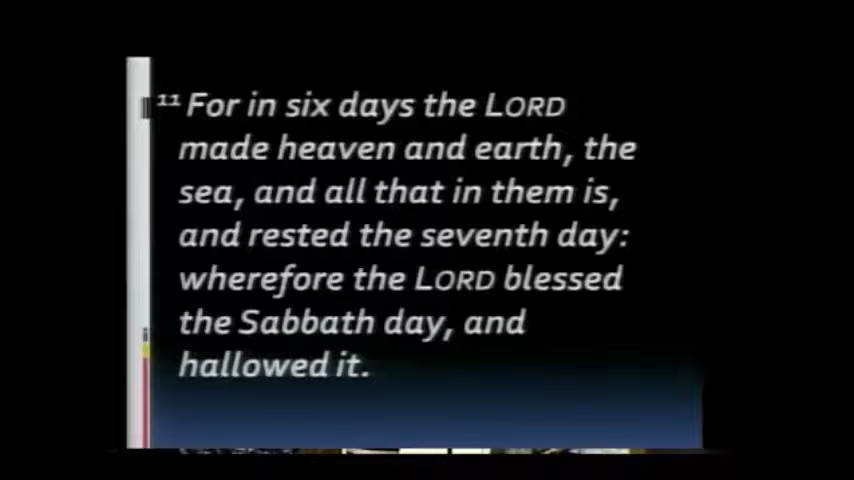 ¹¹ For in six days the LORD
made heaven and earth, the
sea, and all that in them is,
and rested the seventh day:
wherefore the LORD blessed
the Sabbath day, and
hallowed it.